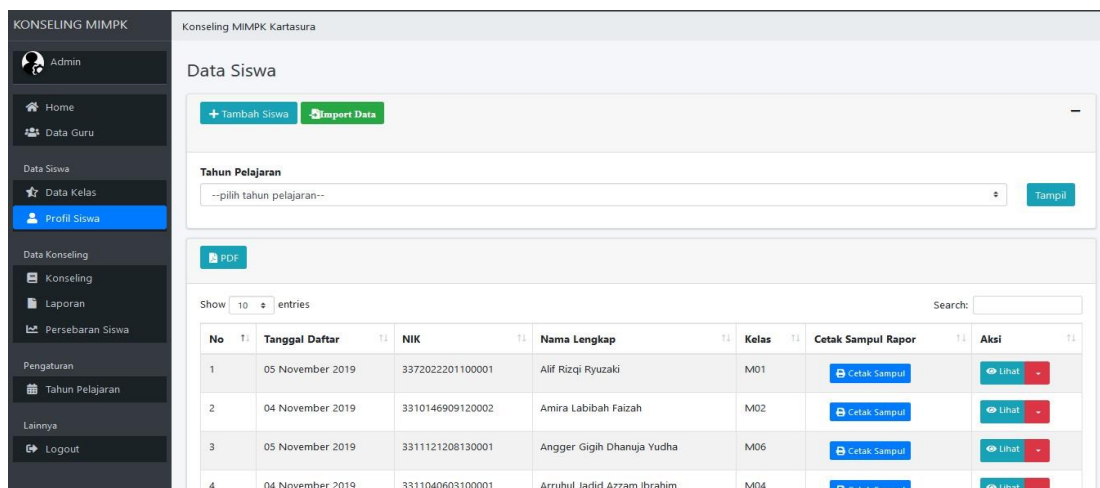 KONSELING MIMPK
Konseling MIMPK Kartasura
Admin
Home
Data Guru
Data Siswa
Data Kelas
Profil Siswa
Data Konseling
Konseling
Laporan
Persebaran Siswa
Pengaturan
Tahun Pelajaran
Lainnya
Logout
Data Siswa
Tambah Siswa Import Data
Tahun Pelajaran
--pilih tahun pelajaran-- Tampil
PDF
Show 10 entries Search:
No Tanggal Daftar NIK Nama Lengkap Kelas Cetak Sampul Rapor Aksi
1 05 November 2019 3372022201100001 Alif Rizqi Ryuzaki M01 Cetak Sampul Lihat
2 04 November 2019 3310146909120002 Amira Labibah Faizah M02 Cetak Sampul Lihat
3 05 November 2019 3311121208130001 Angger Gigih Dhanuja Yudha M06 Cetak Sampul Lihat
4 04 November 2019 3311040603100001 Arruhul Jadid Azzam Ibrahim M04 Cetak Sampul Lihat